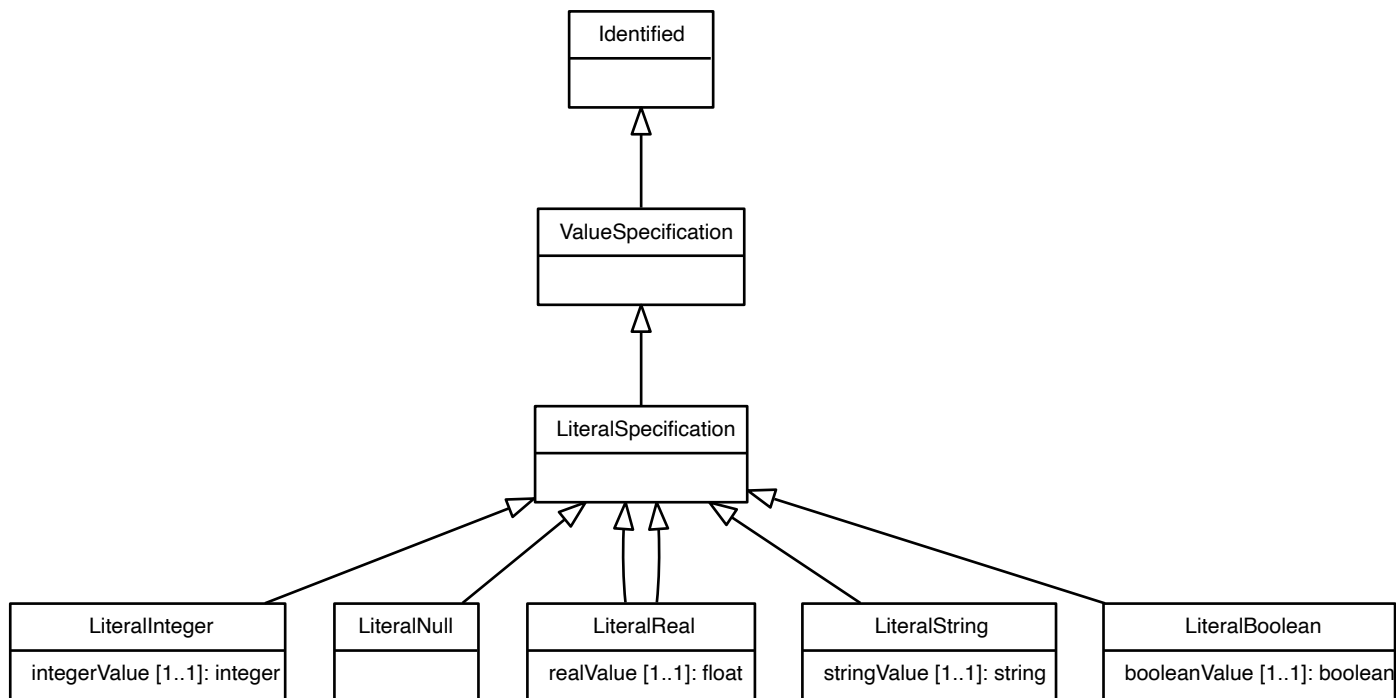 Identified
ValueSpecification
LiteralSpecification
LiteralInteger
integerValue [1..1]: integer
LiteralNull
LiteralReal
realValue [1..1]: float
LiteralString
stringValue [1..1]: string
LiteralBoolean
booleanValue [1..1]: boolean